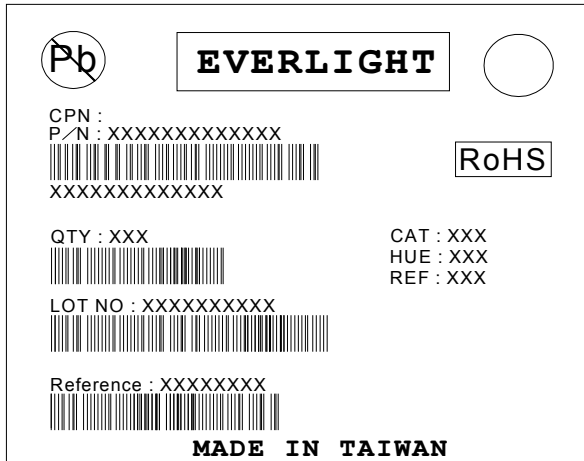 Pb
EVERLIGHT
CPN :
P/N : XXXXXXXXXXXXX
RoHS
XXXXXXXXXXXXX
QTY : XXX
CAT : XXX
HUE : XXX
REF : XXX
LOT NO : XXXXXXXXXX
Reference : XXXXXXXX
MADE IN TAIWAN